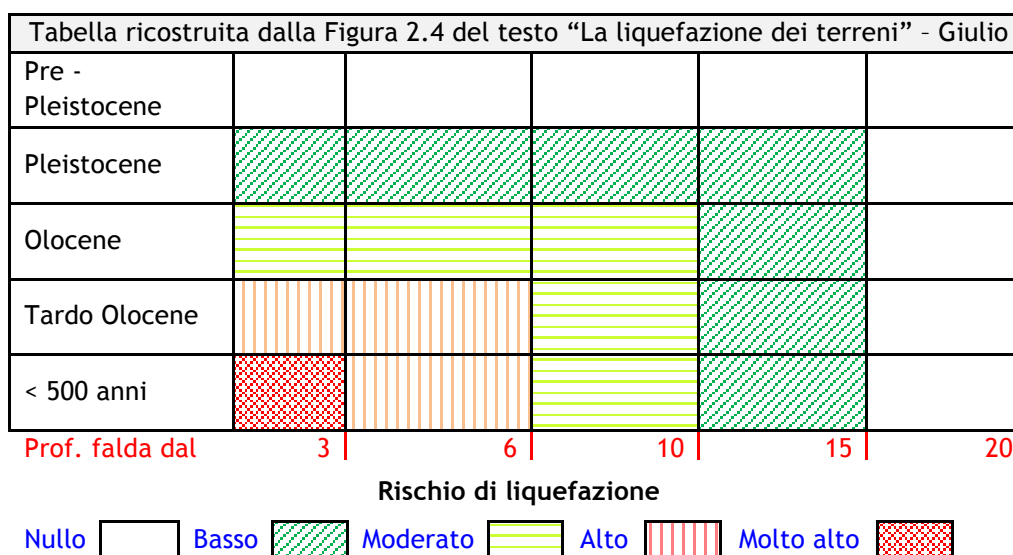 Tabella ricostruita dalla Figura 2.4 del testo “La liquefazione dei terreni” – Giulio
Pre -
Pleistocene
Pleistocene
Olocene
Tardo Olocene
< 500 anni
Prof. falda dal 3 6 10 15 20
Rischio di liquefazione
Nullo Basso Moderato Alto Molto alto